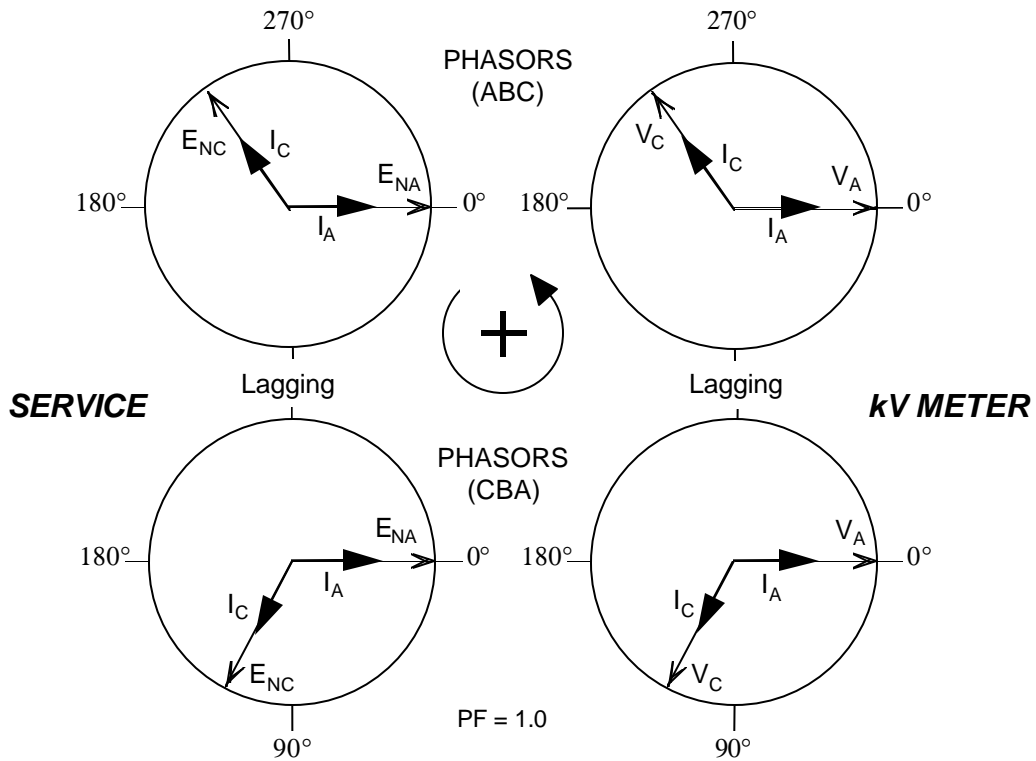 270°
PHASORS
(ABC)
270°
E_NC
I_C
E_NA
180°
0°
I_A
V_C
I_C
V_A
180°
0°
I_A
Lagging
Lagging
SERVICE
kV METER
PHASORS
(CBA)
E_NA
180°
0°
I_A
I_C
E_NC
V_A
180°
0°
I_A
I_C
V_C
PF = 1.0
90°
90°